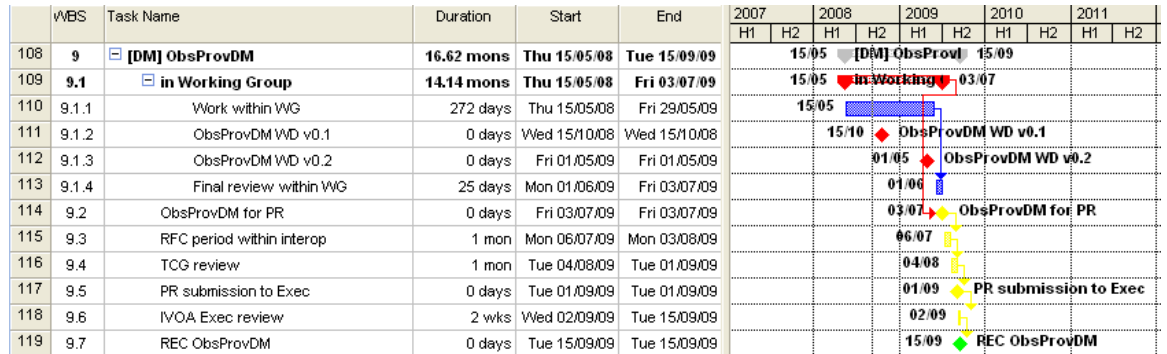 WBS Task Name Duration Start End 2007 2008 2009 2010 2011
H1 H2 H1 H2 H1 H2 H1 H2 H1 H2
108 9 [DM] ObsProvDM 16.62 mons Thu 15/05/08 Tue 15/09/09 15/05 [DM] ObsProvI 15/09
109 9.1 in Working Group 14.14 mons Thu 15/05/08 Fri 03/07/09 15/05 in Working 03/07
110 9.1.1 Work within WG 272 days Thu 15/05/08 Fri 29/05/09 15/05
111 9.1.2 ObsProvDM WD v0.1 0 days Wed 15/10/08 Wed 15/10/08 15/10 ObsProvDM WD v0.1
112 9.1.3 ObsProvDM WD v0.2 0 days Fri 01/05/09 Fri 01/05/09 01/05 ObsProvDM WD v0.2
113 9.1.4 Final review within WG 25 days Mon 01/06/09 Fri 03/07/09 01/06
114 9.2 ObsProvDM for PR 0 days Fri 03/07/09 Fri 03/07/09 03/07 ObsProvDM for PR
115 9.3 RFC period within interop 1 mon Mon 06/07/09 Mon 03/08/09 06/07
116 9.4 TCG review 1 mon Tue 04/08/09 Tue 01/09/09 04/08
117 9.5 PR submission to Exec 0 days Tue 01/09/09 Tue 01/09/09 01/09 PR submission to Exec
118 9.6 IVOA Exec review 2 wks Wed 02/09/09 Tue 15/09/09 02/09
119 9.7 REC ObsProvDM 0 days Tue 15/09/09 Tue 15/09/09 15/09 REC ObsProvDM